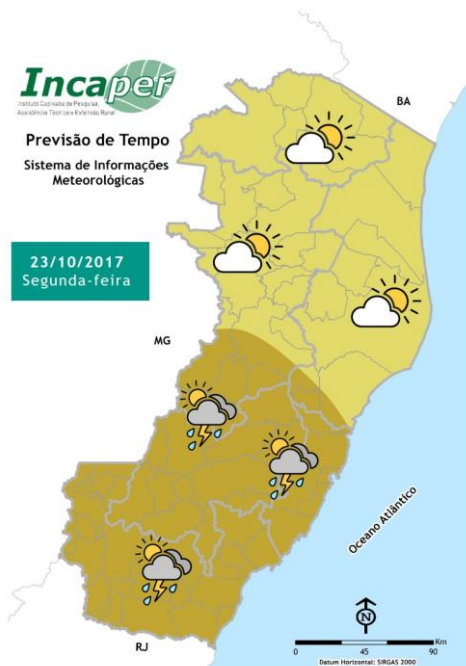 Incaper
Instituto Capixaba de Pesquisa,
Assistência Técnica e Extensão Rural
BA
Previsão de Tempo
Sistema de Informações
Meteorológicas
23/10/2017
Segunda-feira
MG
Oceano Atlântico
N
RJ
0 45 90
Km
Datum Horizontal: SIRGAS 2000